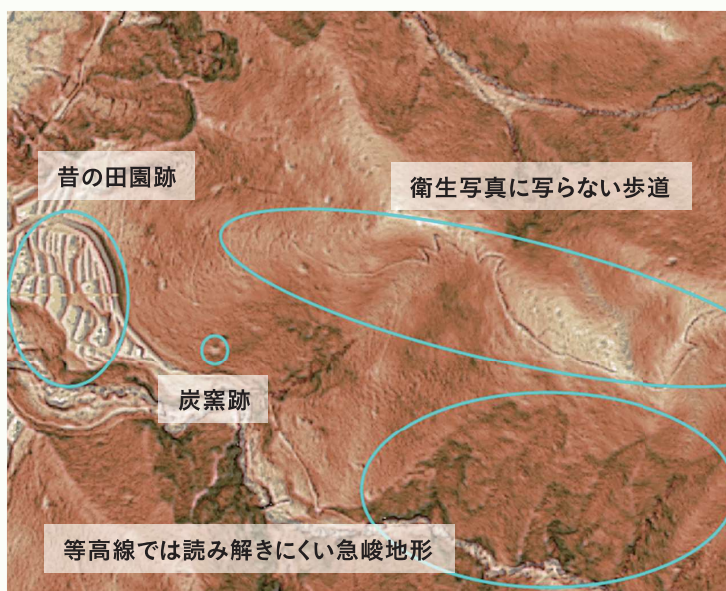 昔の田園跡
衛生写真に写らない歩道
炭窯跡
等高線では読み解きにくい急峻地形